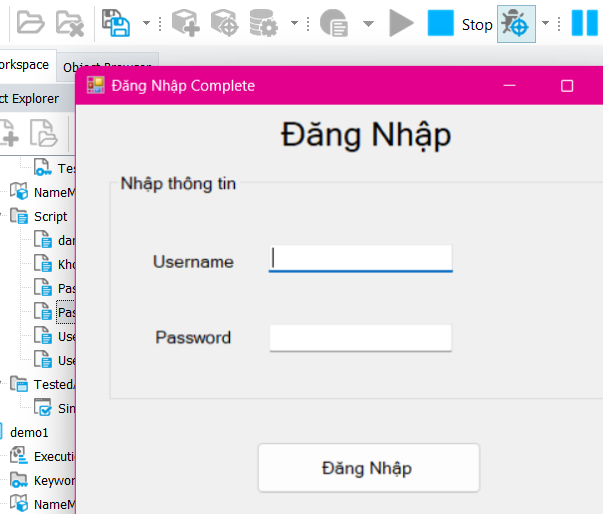 Stop
orkspace
Object Browser
Đăng Nhập Complete
ct Explorer
Đăng Nhập
Nhập thông tin
Tes
NameM
Script
dan
Username
Kho
Pas
Pas
Password
Use
Use
Tested
Sin
demo1
Executi
Đăng Nhập
Keywor
NameM